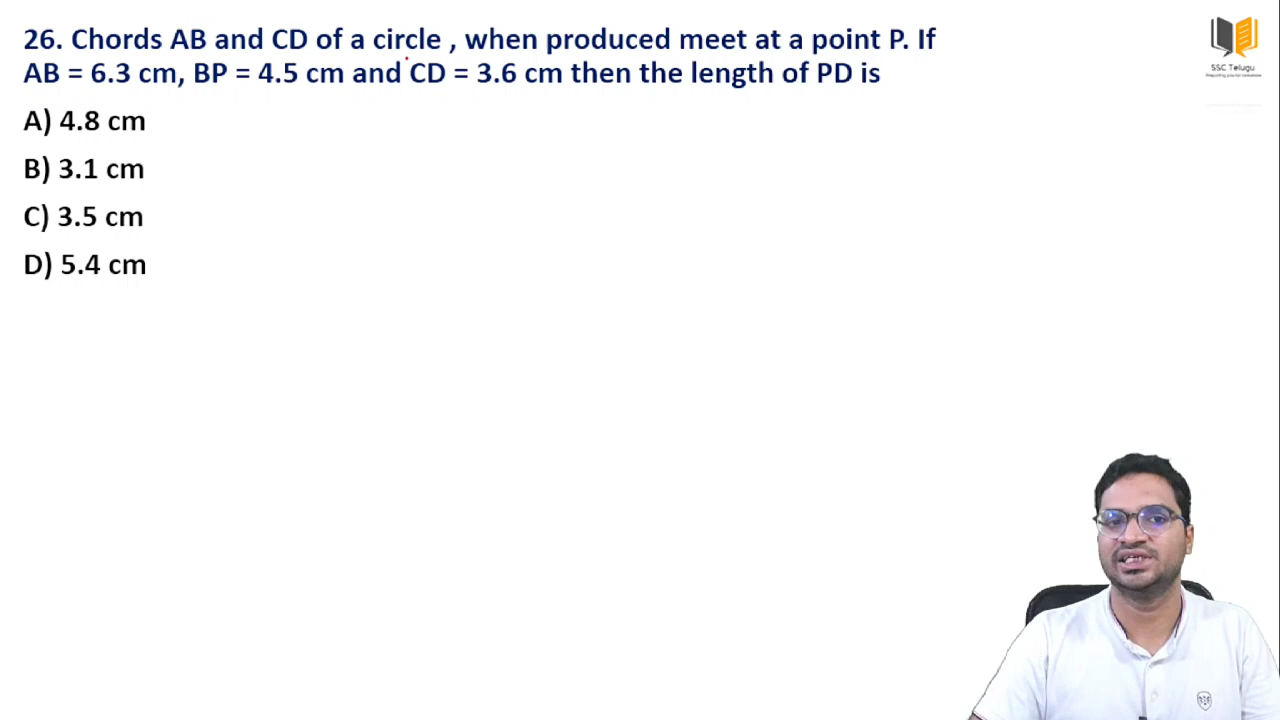 26. Chords AB and CD of a circle , when produced meet at a point P. If
AB = 6.3 cm, BP = 4.5 cm and CD = 3.6 cm then the length of PD is
A) 4.8 cm
B) 3.1 cm
C) 3.5 cm
D) 5.4 cm
SSC Telugu